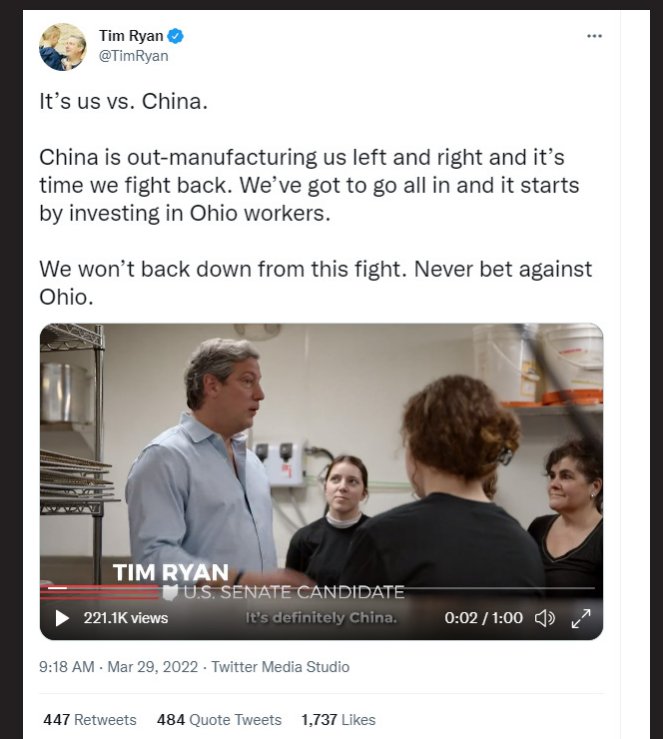 Tim Ryan
@TimRyan
It's us vs. China.
China is out-manufacturing us left and right and it's
time we fight back. We've got to go all in and it starts
by investing in Ohio workers.
We won't back down from this fight. Never bet against
Ohio.
TIM RYAN
U.S. SENATE CANDIDATE
221.1K views
It's definitely China.
0:02 / 1:00
9:18 AM · Mar 29, 2022 · Twitter Media Studio
447 Retweets 484 Quote Tweets 1,737 Likes